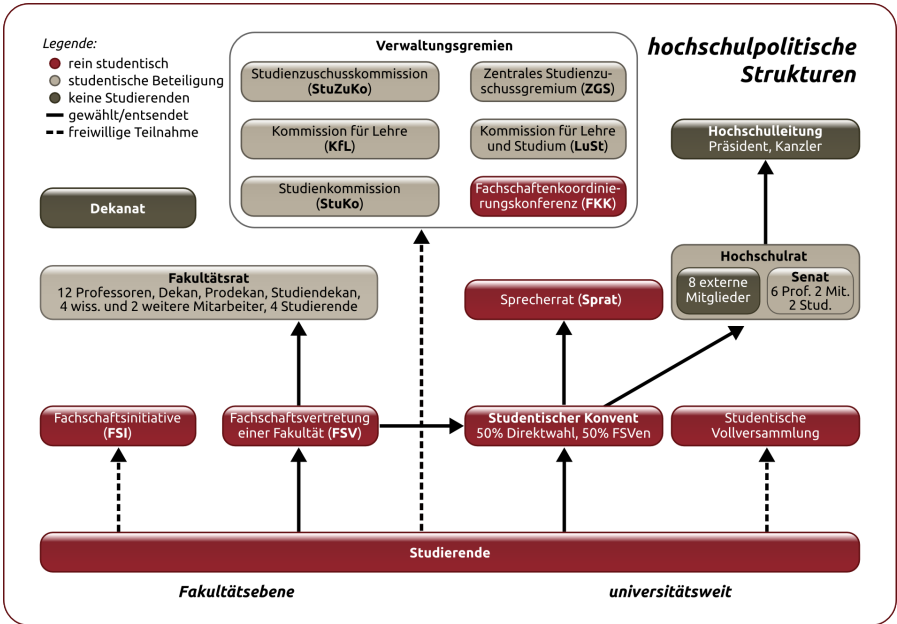 hochschulpolitische
Strukturen
Legende:
rein studentisch
studentische Beteiligung
keine Studierenden
gewählt/entsendet
freiwillige Teilnahme
Verwaltungsgremien
Studienzuschusskommission
(StuZuKo)
Zentrales Studienzu-
schussgremium (ZGS)
Kommission für Lehre
(KfL)
Kommission für Lehre
und Studium (LuSt)
Studienkommission
(StuKo)
Fachschaftenkoordinie-
rungskonferenz (FKK)
Hochschulleitung
Präsident, Kanzler
Dekanat
Fakultätsrat
12 Professoren, Dekan, Prodekan, Studiendekan,
4 wiss. und 2 weitere Mitarbeiter, 4 Studierende
Sprecherrat (Sprat)
Hochschulrat
8 externe
Mitglieder
Senat
6 Prof. 2 Mit.
2 Stud.
Fachschaftsinitiative
(FSI)
Fachschaftsvertretung
einer Fakultät (FSV)
Studentischer Konvent
50% Direktwahl, 50% FSVen
Studentische
Vollversammlung
Studierende
Fakultätsebene
universitätsweit